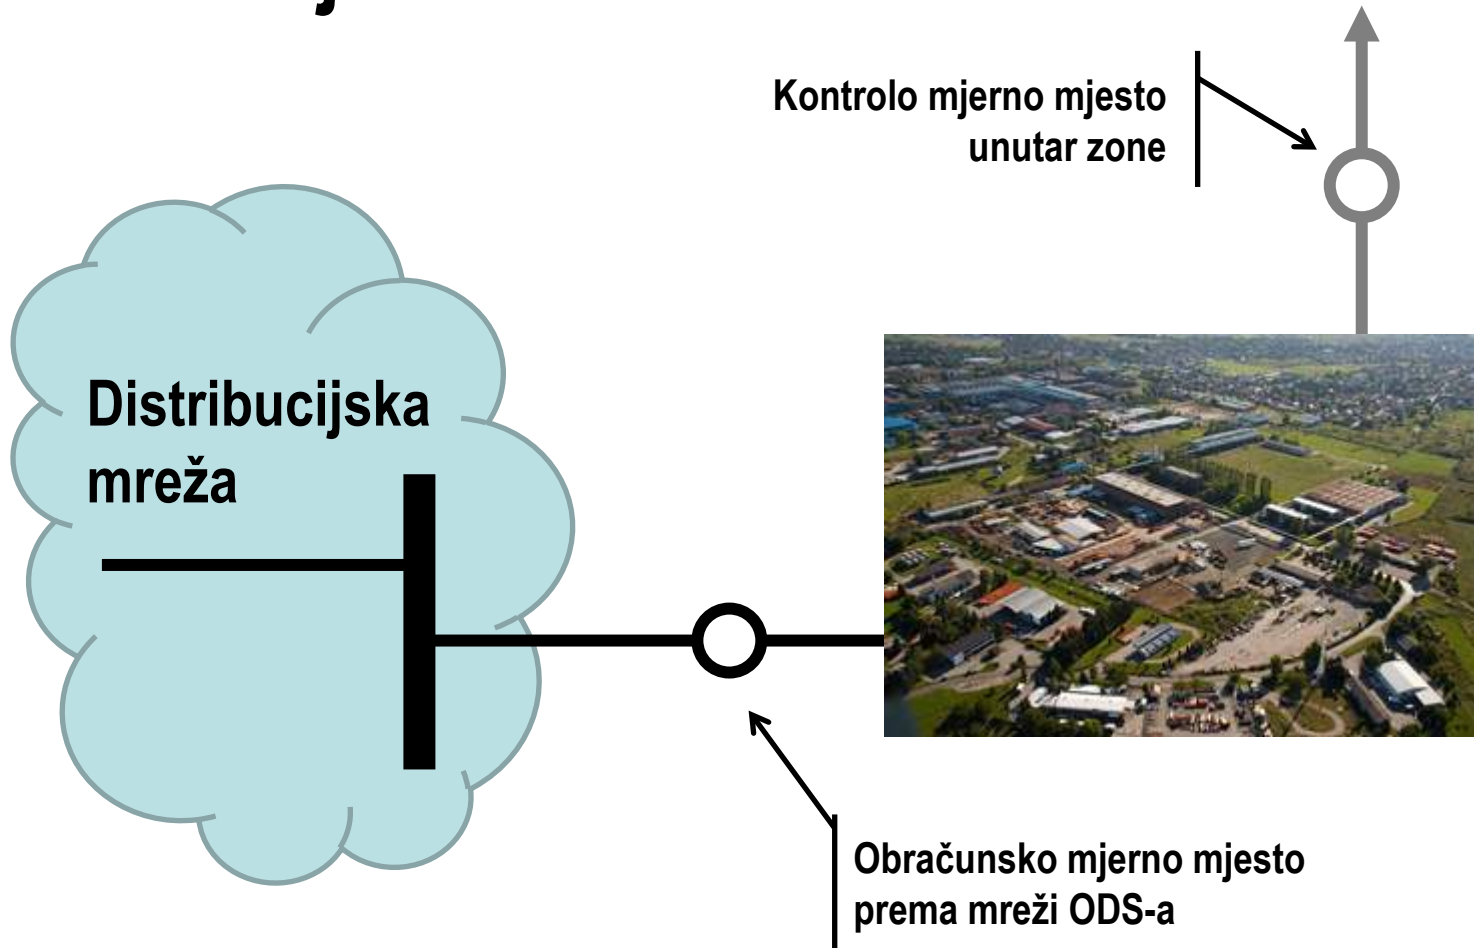 Kontrolo mjerno mjesto
unutar zone
Distribucijska
mreža
Obračunsko mjerno mjesto
prema mreži ODS-a